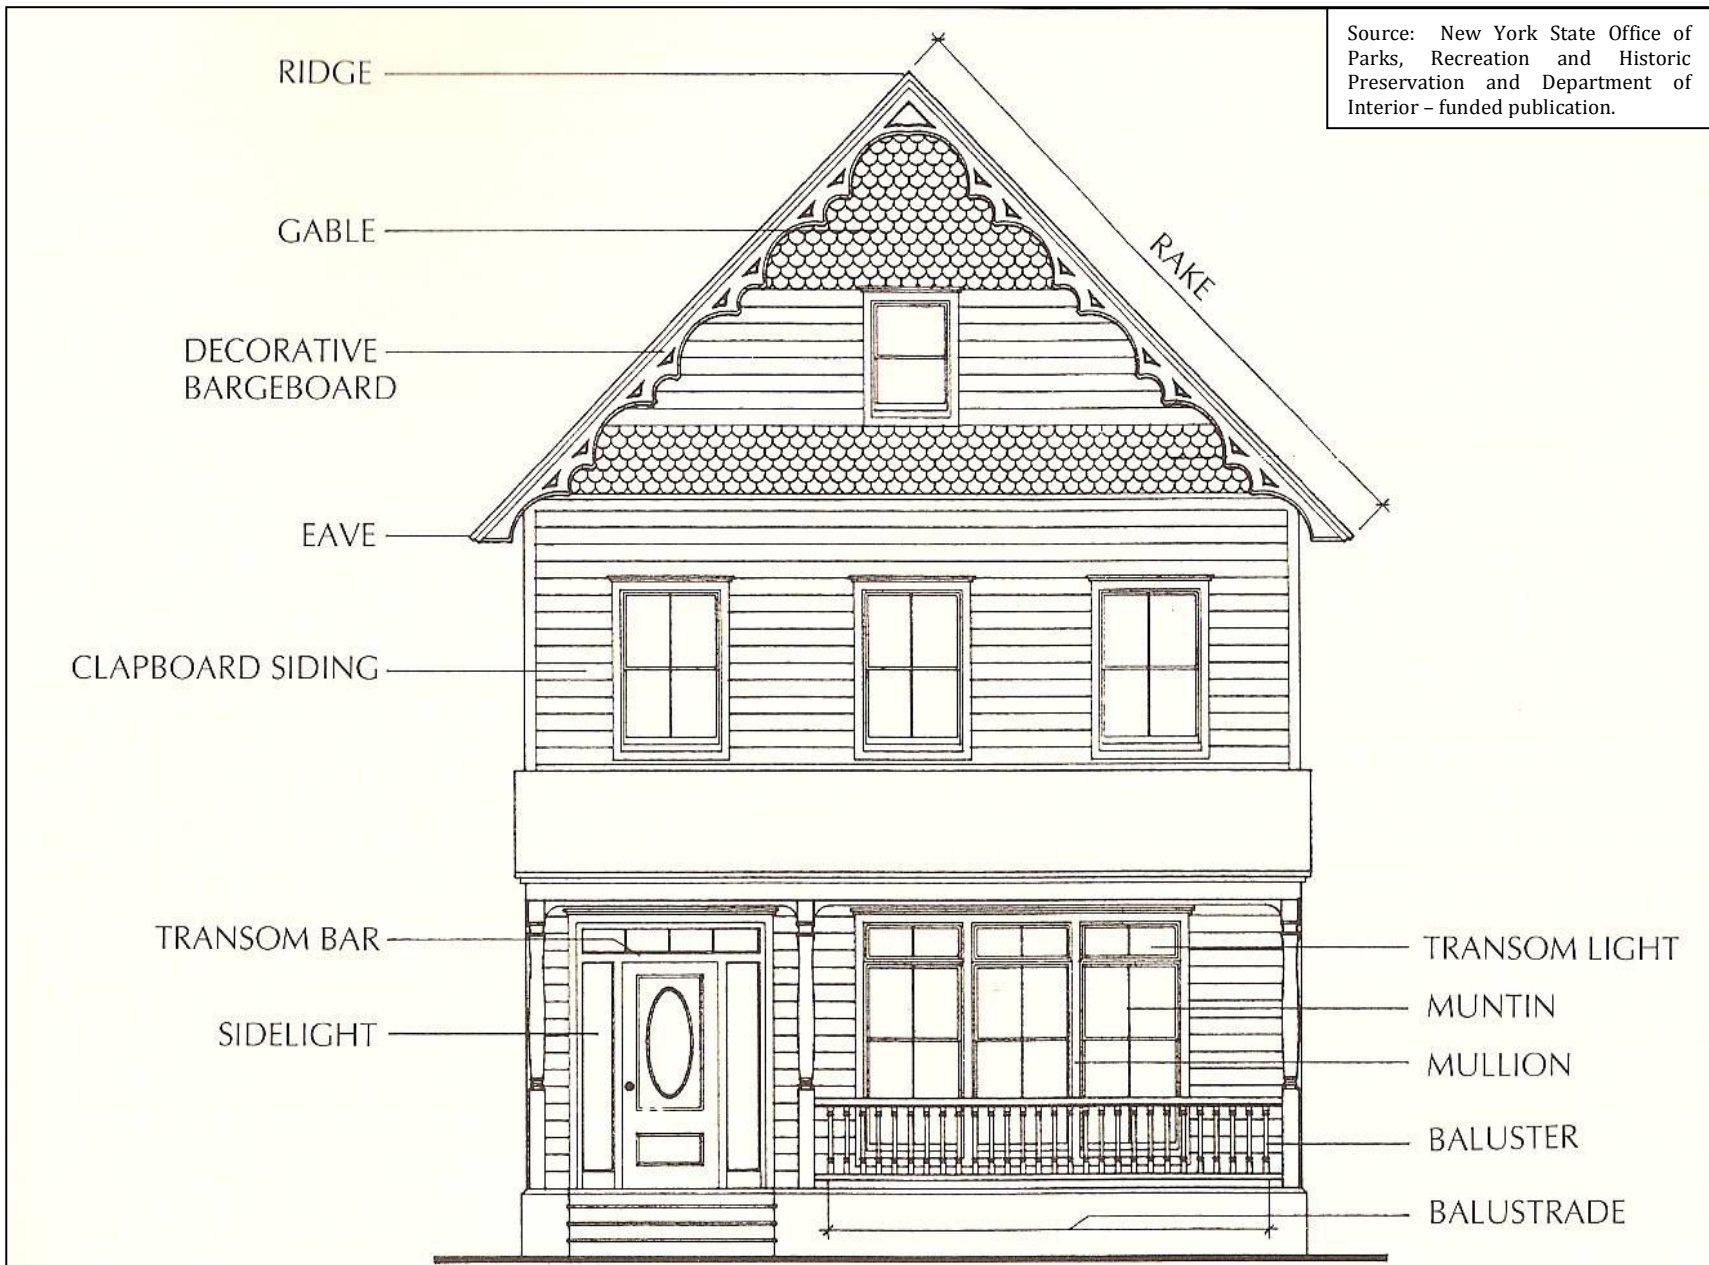 Source: New York State Office of
Parks, Recreation and Historic
Preservation and Department of
Interior – funded publication.
RIDGE
GABLE
RAKE
DECORATIVE
BARGEBOARD
EAVE
CLAPBOARD SIDING
TRANSOM BAR
SIDELIGHT
TRANSOM LIGHT
MUNTIN
MULLION
BALUSTER
BALUSTRADE